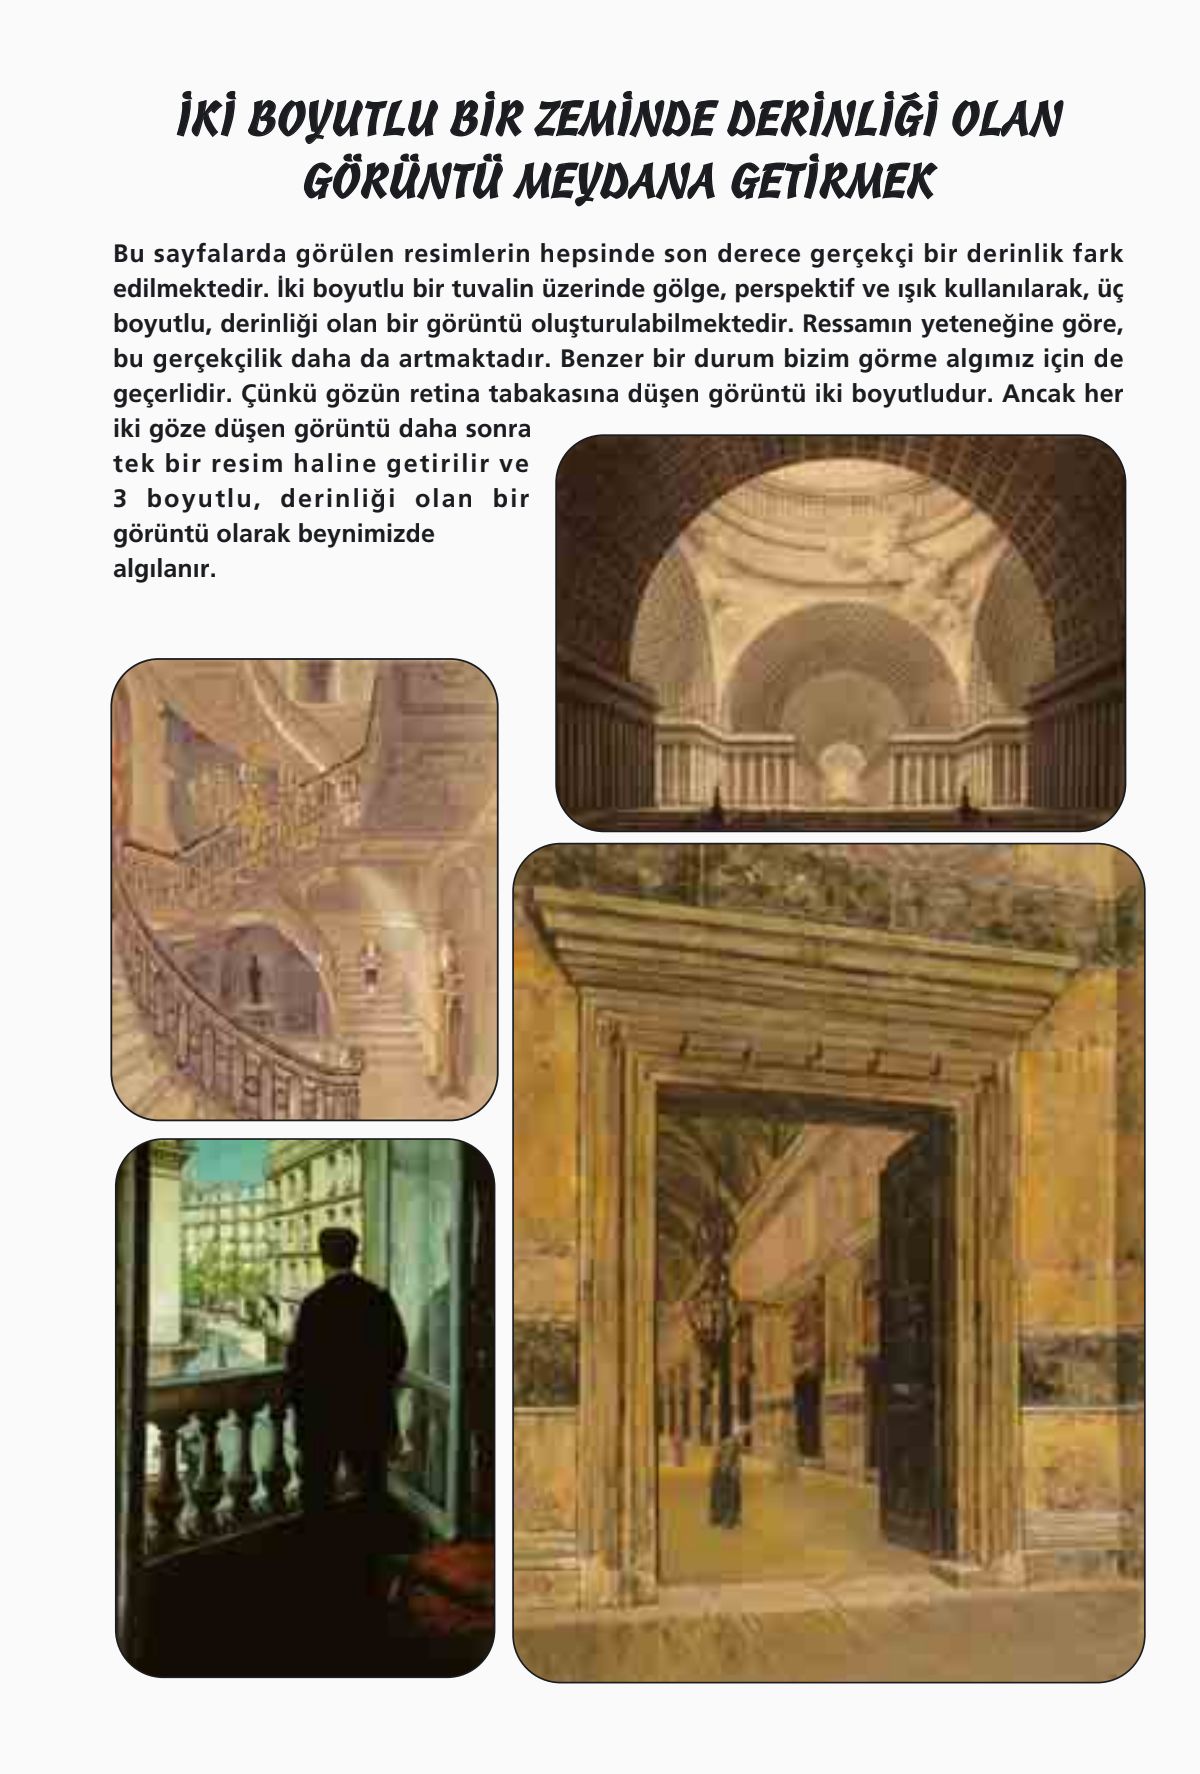 İKİ BOYUTLU BİR ZEMİNDE DERİNLİĞİ OLAN
GÖRÜNTÜ MEYDANA GETİRMEK
Bu sayfalarda görülen resimlerin hepsinde son derece gerçekçi bir derinlik fark
edilmektedir. İki boyutlu bir tuvalin üzerinde gölge, perspektif ve ışık kullanılarak, üç
boyutlu, derinliği olan bir görüntü oluşturulabilmektedir. Ressamın yeteneğine göre,
bu gerçekçilik daha da artmaktadır. Benzer bir durum bizim görme algımız için de
geçerlidir. Çünkü gözün retina tabakasına düşen görüntü iki boyutludur. Ancak her
iki göze düşen görüntü daha sonra
tek bir resim haline getirilir ve
3 boyutlu, derinliği olan bir
görüntü olarak beynimizde
algılanır.